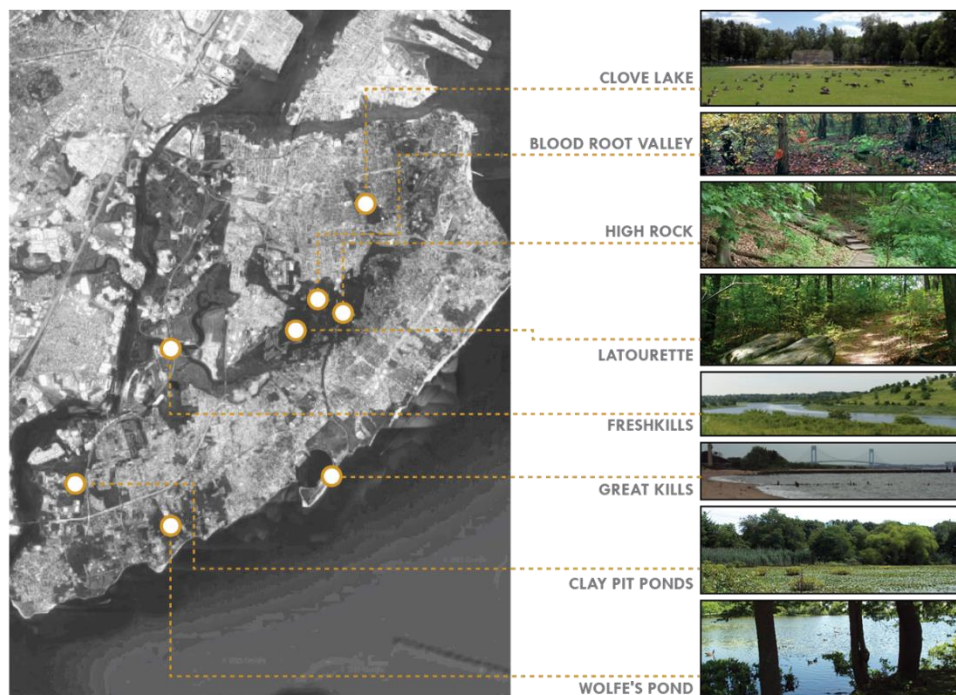 CLOVE LAKE
BLOOD ROOT VALLEY
HIGH ROCK
LATOURETTE
FRESHKILLS
GREAT KILLS
CLAY PIT PONDS
WOLFE'S POND